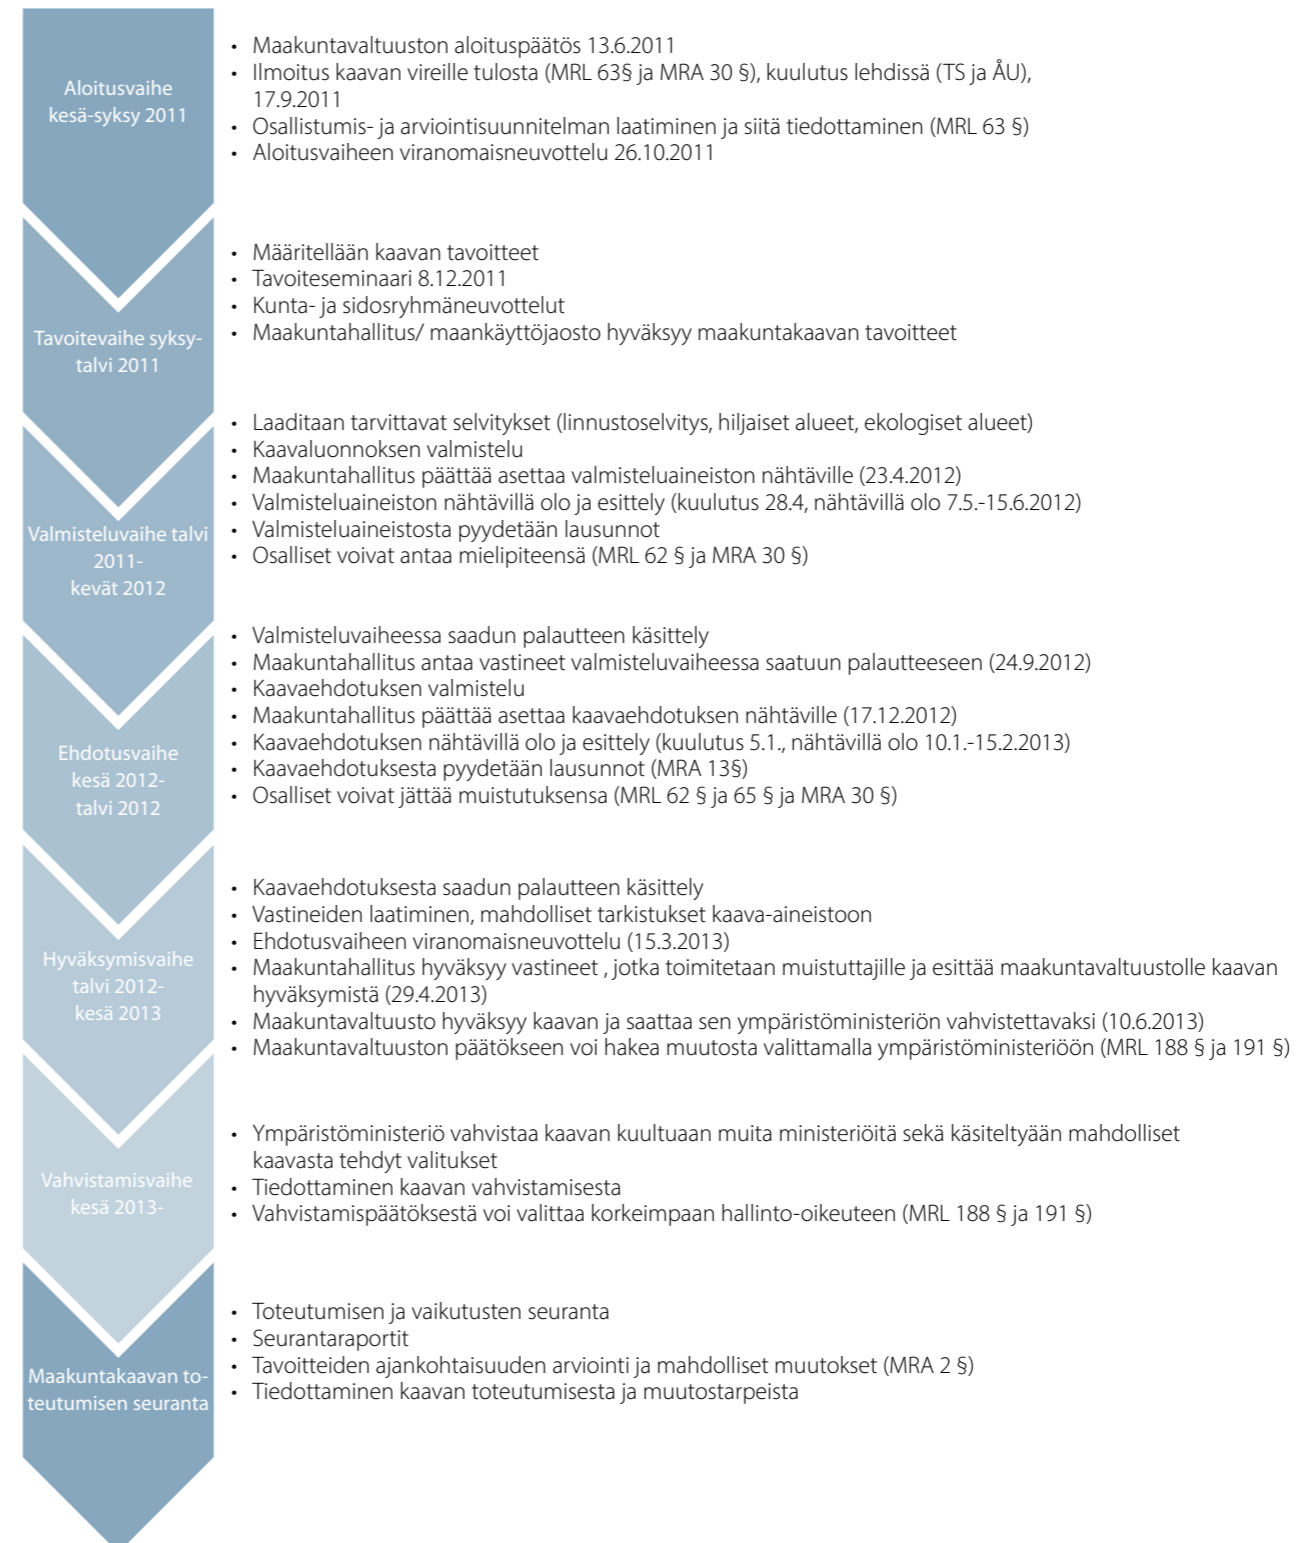 Aloitusvaihe
kesä-syksy 2011
• Maakuntavaltuuston aloituspäätös 13.6.2011
• Ilmoitus kaavan vireille tulosta (MRL 63§ ja MRA 30 §), kuulutus lehdissä (TS ja ÅU),
17.9.2011
• Osallistumis- ja arviointisuunnitelman laatiminen ja siitä tiedottaminen (MRL 63 §)
• Aloitusvaiheen viranomaisneuvottelu 26.10.2011
Tavoitevaihe syksy-
talvi 2011
• Määritellään kaavan tavoitteet
• Tavoiteseminaari 8.12.2011
• Kunta- ja sidosryhmäneuvottelut
• Maakuntahallitus/ maankäyttöjaosto hyväksyy maakuntakaavan tavoitteet
Valmisteluvaihe talvi
2011-
kevät 2012
• Laaditaan tarvittavat selvitykset (linnustoselvitys, hiljaiset alueet, ekologiset alueet)
• Kaavaluonnoksen valmistelu
• Maakuntahallitus päättää asettaa valmisteluaineiston nähtäville (23.4.2012)
• Valmisteluaineiston nähtävillä olo ja esittely (kuulutus 28.4, nähtävillä olo 7.5.-15.6.2012)
• Valmisteluaineistosta pyydetään lausunnot
• Osalliset voivat antaa mielipiteensä (MRL 62 § ja MRA 30 §)
Ehdotusvaihe
kesä 2012-
talvi 2012
• Valmisteluvaiheessa saadun palautteen käsittely
• Maakuntahallitus antaa vastineet valmisteluvaiheessa saatuun palautteeseen (24.9.2012)
• Kaavaehdotuksen valmistelu
• Maakuntahallitus päättää asettaa kaavaehdotuksen nähtäville (17.12.2012)
• Kaavaehdotuksen nähtävillä olo ja esittely (kuulutus 5.1., nähtävillä olo 10.1.-15.2.2013)
• Kaavaehdotuksesta pyydetään lausunnot (MRA 13§)
• Osalliset voivat jättää muistutuksensa (MRL 62 § ja 65 § ja MRA 30 §)
Hyväksymisvaihe
talvi 2012-
kesä 2013
• Kaavaehdotuksesta saadun palautteen käsittely
• Vastineiden laatiminen, mahdolliset tarkistukset kaava-aineistoon
• Ehdotusvaiheen viranomaisneuvottelu (15.3.2013)
• Maakuntahallitus hyväksyy vastineet , jotka toimitetaan muistuttajille ja esittää maakuntavaltuustolle kaavan
hyväksymistä (29.4.2013)
• Maakuntavaltuusto hyväksyy kaavan ja saattaa sen ympäristöministeriön vahvistettavaksi (10.6.2013)
• Maakuntavaltuuston päätökseen voi hakea muutosta valittamalla ympäristöministeriöön (MRL 188 § ja 191 §)
Vahvistamisvaihe
kesä 2013-
• Ympäristöministeriö vahvistaa kaavan kuultuaan muita ministeriöitä sekä käsiteltyään mahdolliset
kaavasta tehdyt valitukset
• Tiedottaminen kaavan vahvistamisesta
• Vahvistamispäätöksestä voi valittaa korkeimpaan hallinto-oikeuteen (MRL 188 § ja 191 §)
Maakuntakaavan to-
teutumisen seuranta
• Toteutumisen ja vaikutusten seuranta
• Seurantaraportit
• Tavoitteiden ajankohtaisuuden arviointi ja mahdolliset muutokset (MRA 2 §)
• Tiedottaminen kaavan toteutumisesta ja muutostarpeista